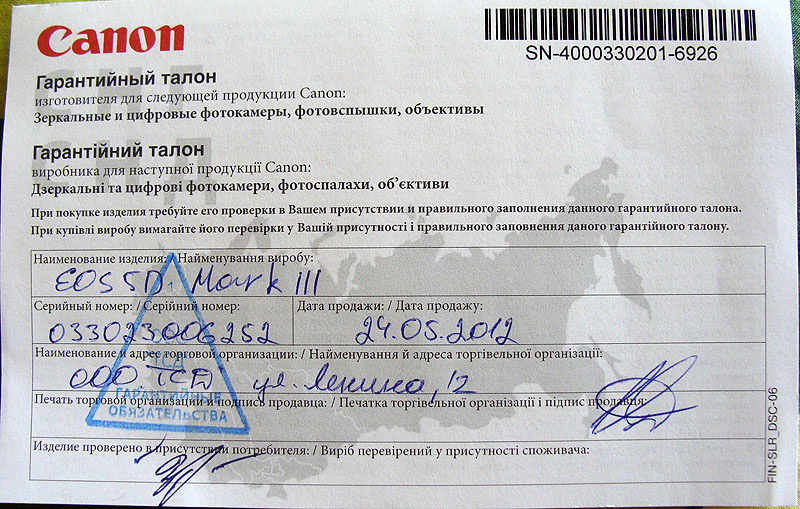 Canon
SN-4000330201-6926
Гарантийный талон
изготовителя для следующей продукции Canon:
Зеркальные и цифровые фотокамеры, фотовспышки, объективы
Гарантійний талон
виробника для наступної продукції Canon:
Дзеркальні та цифрові фотокамери, фотоспалахи, об’єктиви
При покупке изделия требуйте его проверки в Вашем присутствии и правильного заполнения данного гарантийного талона.
При купівлі виробу вимагайте його перевірки у Вашій присутності і правильного заповнення даного гарантійного талону.
Наименование изделия: / Найменування виробу:
EOS 5D Mark III
Серийный номер: / Серійний номер:
033023006252
Дата продажи: / Дата продажу:
24.05.2012
Наименование и адрес торговой организации: / Найменування й адреса торгівельної організації:
ООО ТСД ул. Ленина, 12
ТСД
ГАРАНТИЙНЫЕ
ОБЯЗАТЕЛЬСТВА
Печать торговой организации и подпись продавца: / Печатка торгівельної організації і підпис продавця:
Изделие проверено в присутствии потребителя: / Виріб перевірений у присутності споживача:
FIN-SLR_DSC-06